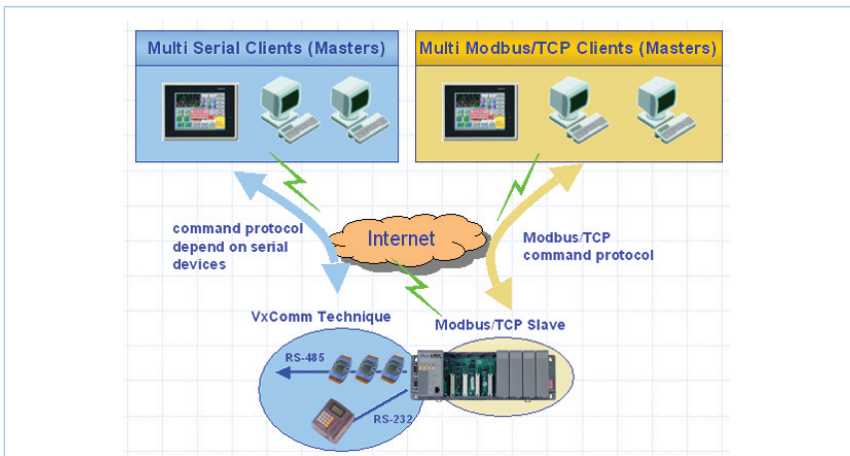 Multi Serial Clients (Masters)
Multi Modbus/TCP Clients (Masters)
command protocol
depend on serial
devices
Internet
Modbus/TCP
command protocol
VxComm Technique
Modbus/TCP Slave
RS-485
RS-232